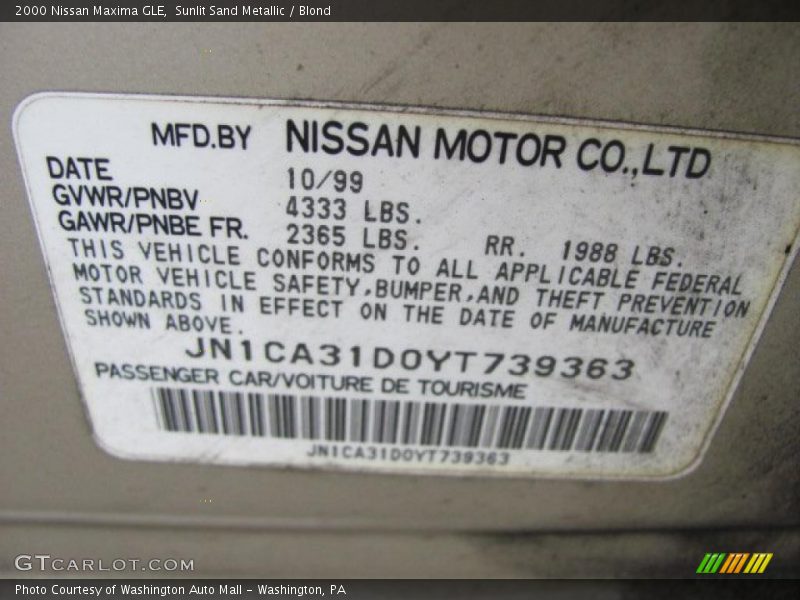 2000 Nissan Maxima GLE, Sunlit Sand Metallic / Blond
MFD.BY NISSAN MOTOR CO.,LTD
DATE 10/99
GVWR/PNBV 4333 LBS.
GAWR/PNBE FR. 2365 LBS. RR. 1988 LBS.
THIS VEHICLE CONFORMS TO ALL APPLICABLE FEDERAL
MOTOR VEHICLE SAFETY,BUMPER,AND THEFT PREVENTION
STANDARDS IN EFFECT ON THE DATE OF MANUFACTURE
SHOWN ABOVE.
JN1CA31D0YT739363
PASSENGER CAR/VOITURE DE TOURISME
JN1CA31D0YT739363
GTCARLOT.COM
Photo Courtesy of Washington Auto Mall - Washington, PA